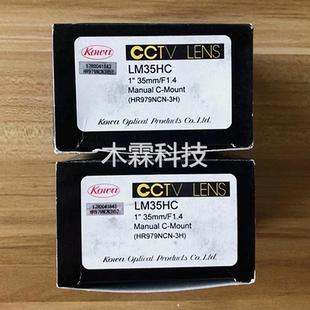 Kowa
CCTV LENS
LM35HC
1" 35mm/F1.4
Manual C-Mount
(HR979NCN-3H)
Kowa Optical Products Co.,Ltd.
木霖科技
Kowa
CCTV LENS
LM35HC
1" 35mm/F1.4
Manual C-Mount
(HR979NCN-3H)
Kowa Optical Products Co.,Ltd.